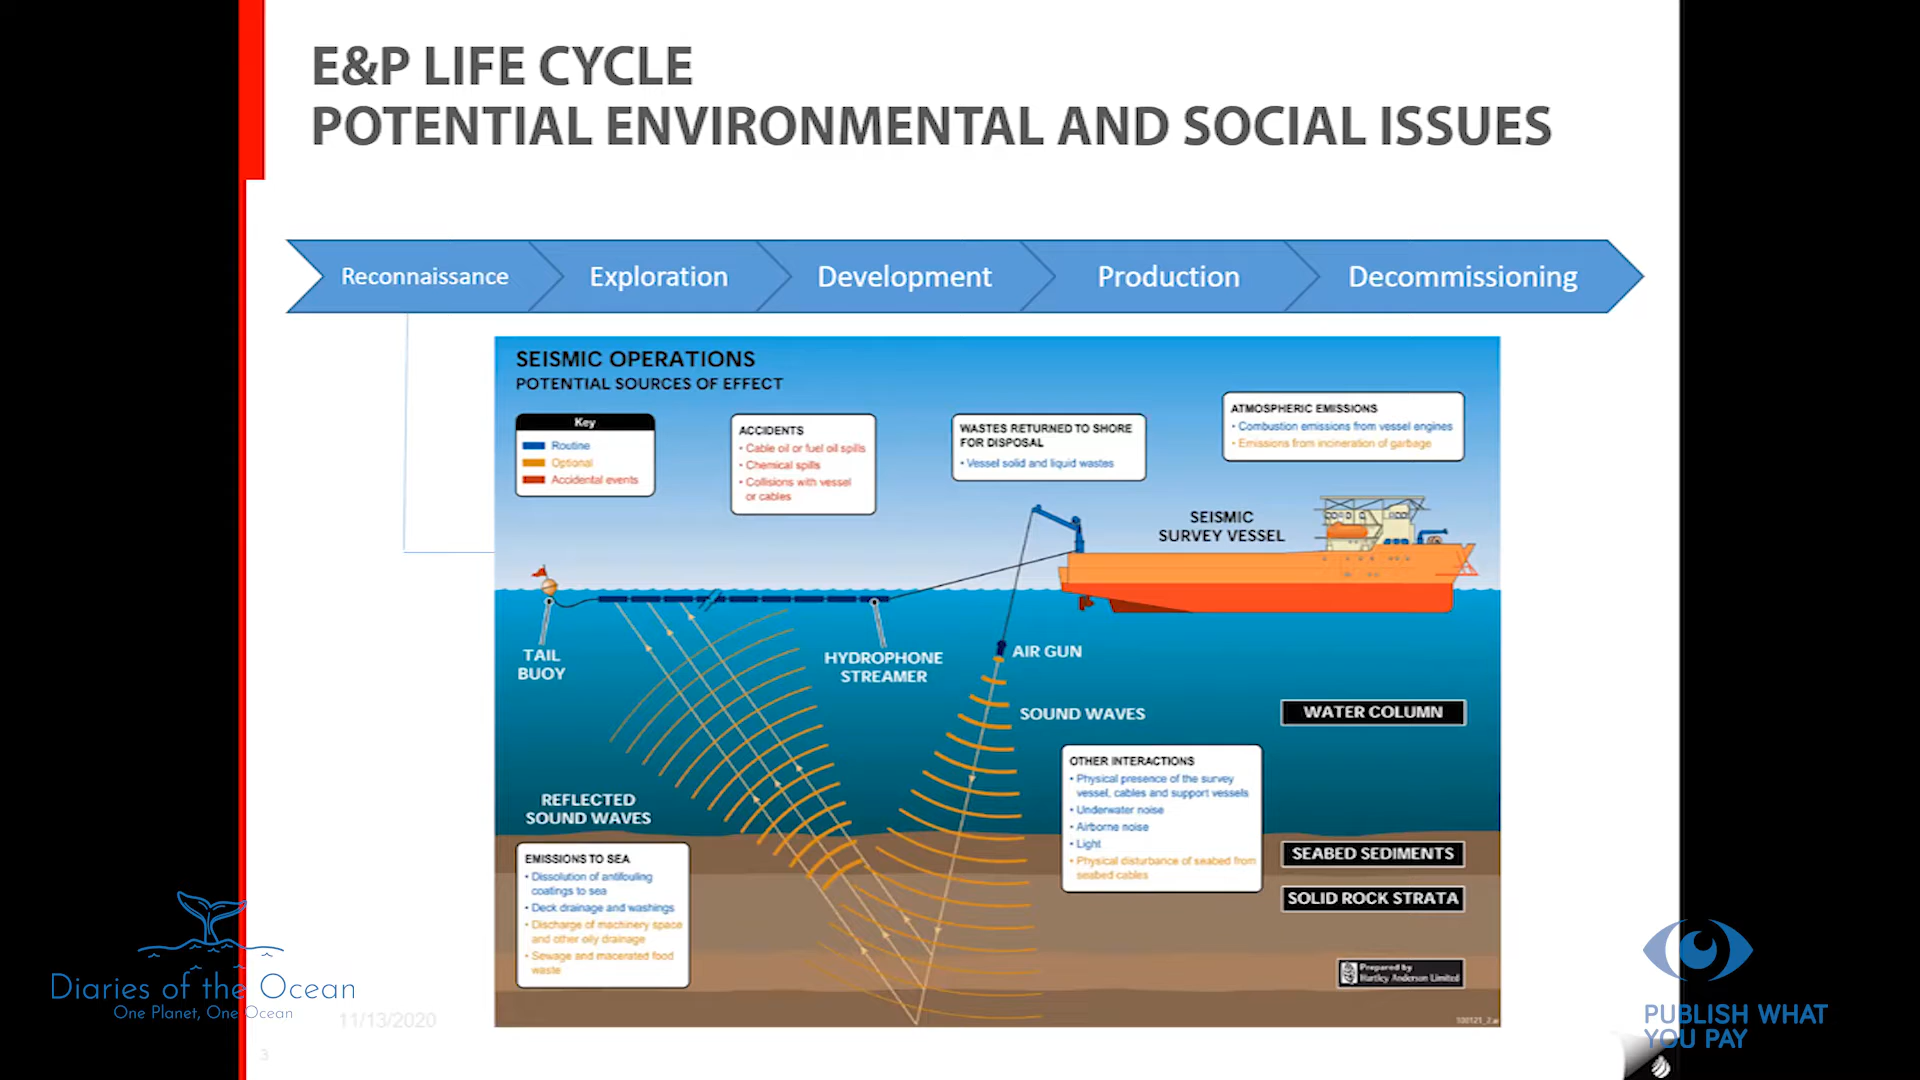 E&P LIFE CYCLE
POTENTIAL ENVIRONMENTAL AND SOCIAL ISSUES
Reconnaissance
Exploration
Development
Production
Decommissioning
SEISMIC OPERATIONS
POTENTIAL SOURCES OF EFFECT
Key
Routine
Optional
Accidental events
ACCIDENTS
• Cable oil or fuel oil spills
• Chemical spills
• Collisions with vessel
or cables
WASTES RETURNED TO SHORE
FOR DISPOSAL
• Vessel solid and liquid wastes
ATMOSPHERIC EMISSIONS
• Combustion emissions from vessel engines
• Emissions from incineration of garbage
SEISMIC
SURVEY VESSEL
TAIL
BUOY
HYDROPHONE
STREAMER
AIR GUN
SOUND WAVES
WATER COLUMN
OTHER INTERACTIONS
• Physical presence of the survey
vessel, cables and support vessels
• Underwater noise
• Airborne noise
• Light
• Physical disturbance of seabed from
seabed cables
REFLECTED
SOUND WAVES
EMISSIONS TO SEA
• Dissolution of antifouling
coatings to sea
• Deck drainage and washings
• Discharge of machinery space
and other oily drainage
• Sewage and macerated food
waste
SEABED SEDIMENTS
SOLID ROCK STRATA
Prepared by
Hartley Anderson Limited
Diaries of the Ocean
One Planet, One Ocean
11/13/2020
3
PUBLISH WHAT
YOU PAY